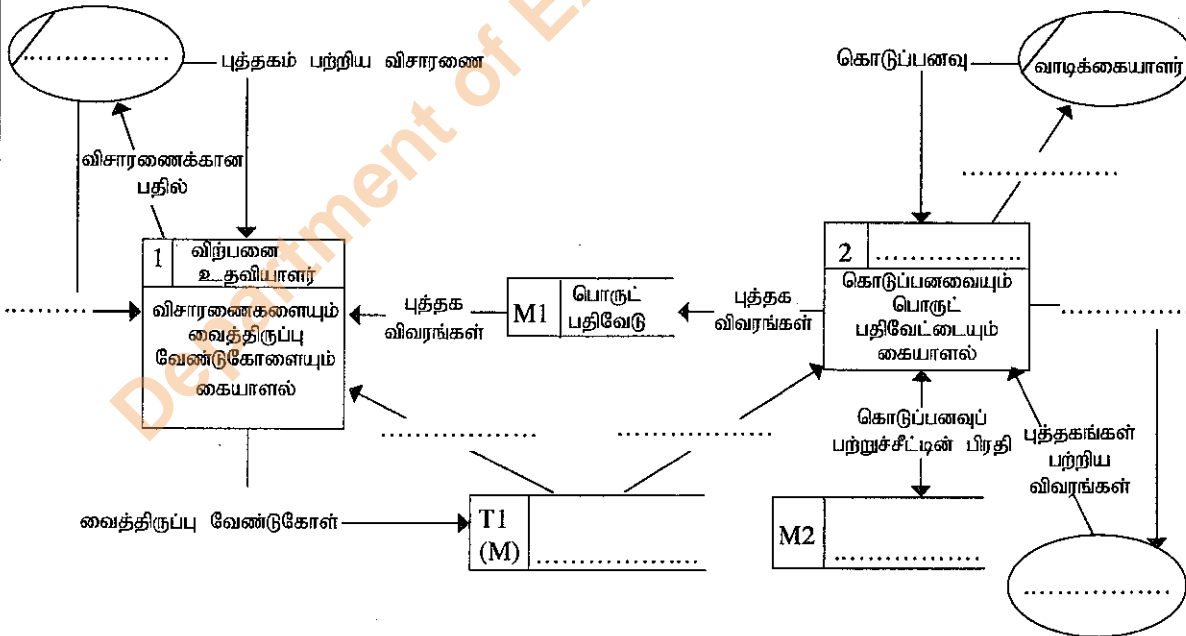 புத்தகம் பற்றிய விசாரணை
கொடுப்பனவு
வாடிக்கையாளர்
விசாரணைக்கான
பதில்
1
விற்பனை
உதவியாளர்
விசாரணைகளையும்
வைத்திருப்பு
வேண்டுகோளையும்
கையாளல்
புத்தக
விவரங்கள்
M1
பொருட்
பதிவேடு
புத்தக
விவரங்கள்
2
கொடுப்பனவையும்
பொருட்
பதிவேட்டையும்
கையாளல்
கொடுப்பனவுப்
பற்றுச்சீட்டின் பிரதி
புத்தகங்கள்
பற்றிய
விவரங்கள்
வைத்திருப்பு வேண்டுகோள்
T1
(M)
M2
Department of Ex